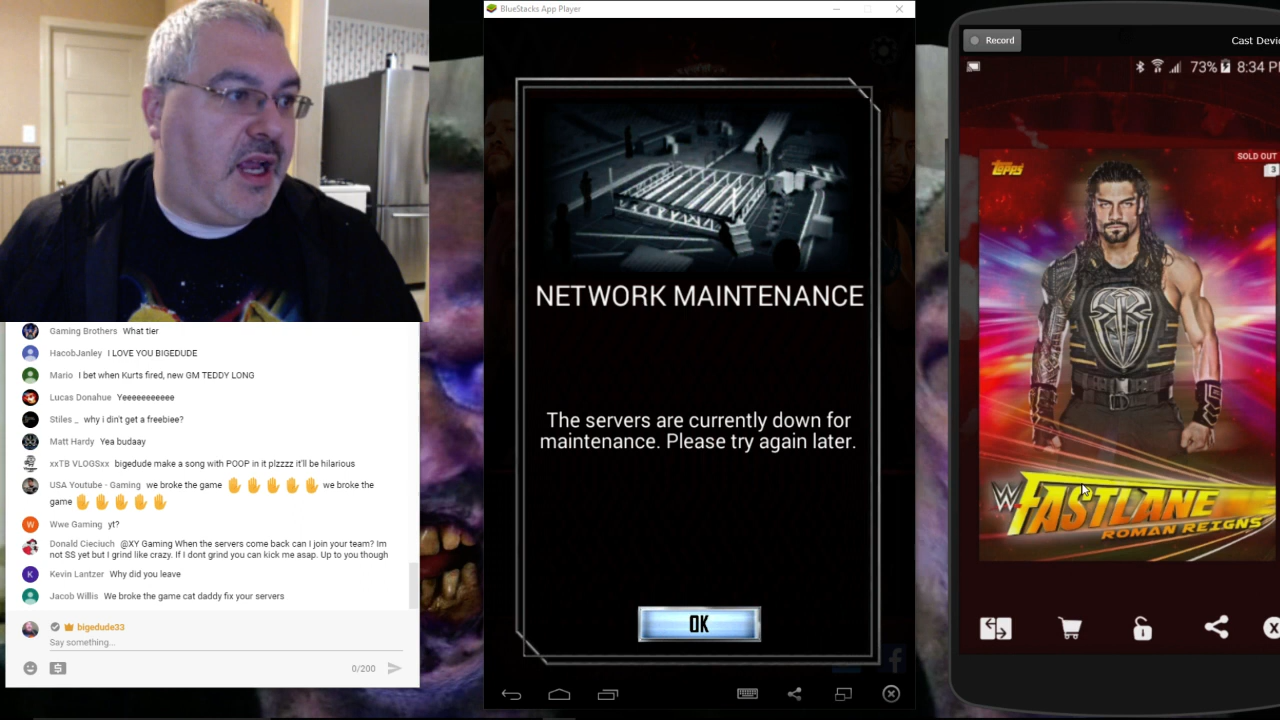 BlueStacks App Player
Record
Cast Devi
73% 8:34 P
NETWORK MAINTENANCE
The servers are currently down for
maintenance. Please try again later.
OK
TOPPS
SOLD OUT
3
W
FASTLANE
ROMAN REIGNS
Gaming Brothers What tier
HacobJanley I LOVE YOU BIGEDUDE
Mario I bet when Kurts fired, new GM TEDDY LONG
Lucas Donahue Yeeeeeeeeeee
Stiles _ why i din't get a freebiee?
Matt Hardy Yea budaay
xxTB VLOGSxx bigedude make a song with POOP in it plzzzz it'll be hilarious
USA Youtube - Gaming we broke the game ✋ ✋ ✋ ✋ ✋ we broke the
game ✋ ✋ ✋ ✋ ✋
Wwe Gaming yt?
Donald Cieciuch @XY Gaming When the servers come back can I join your team? Im
not SS yet but I grind like crazy. If I dont grind you can kick me asap. Up to you though
K Kevin Lantzer Why did you leave
Jacob Willis We broke the game cat daddy fix your servers
bigedude33
Say something...
0/200